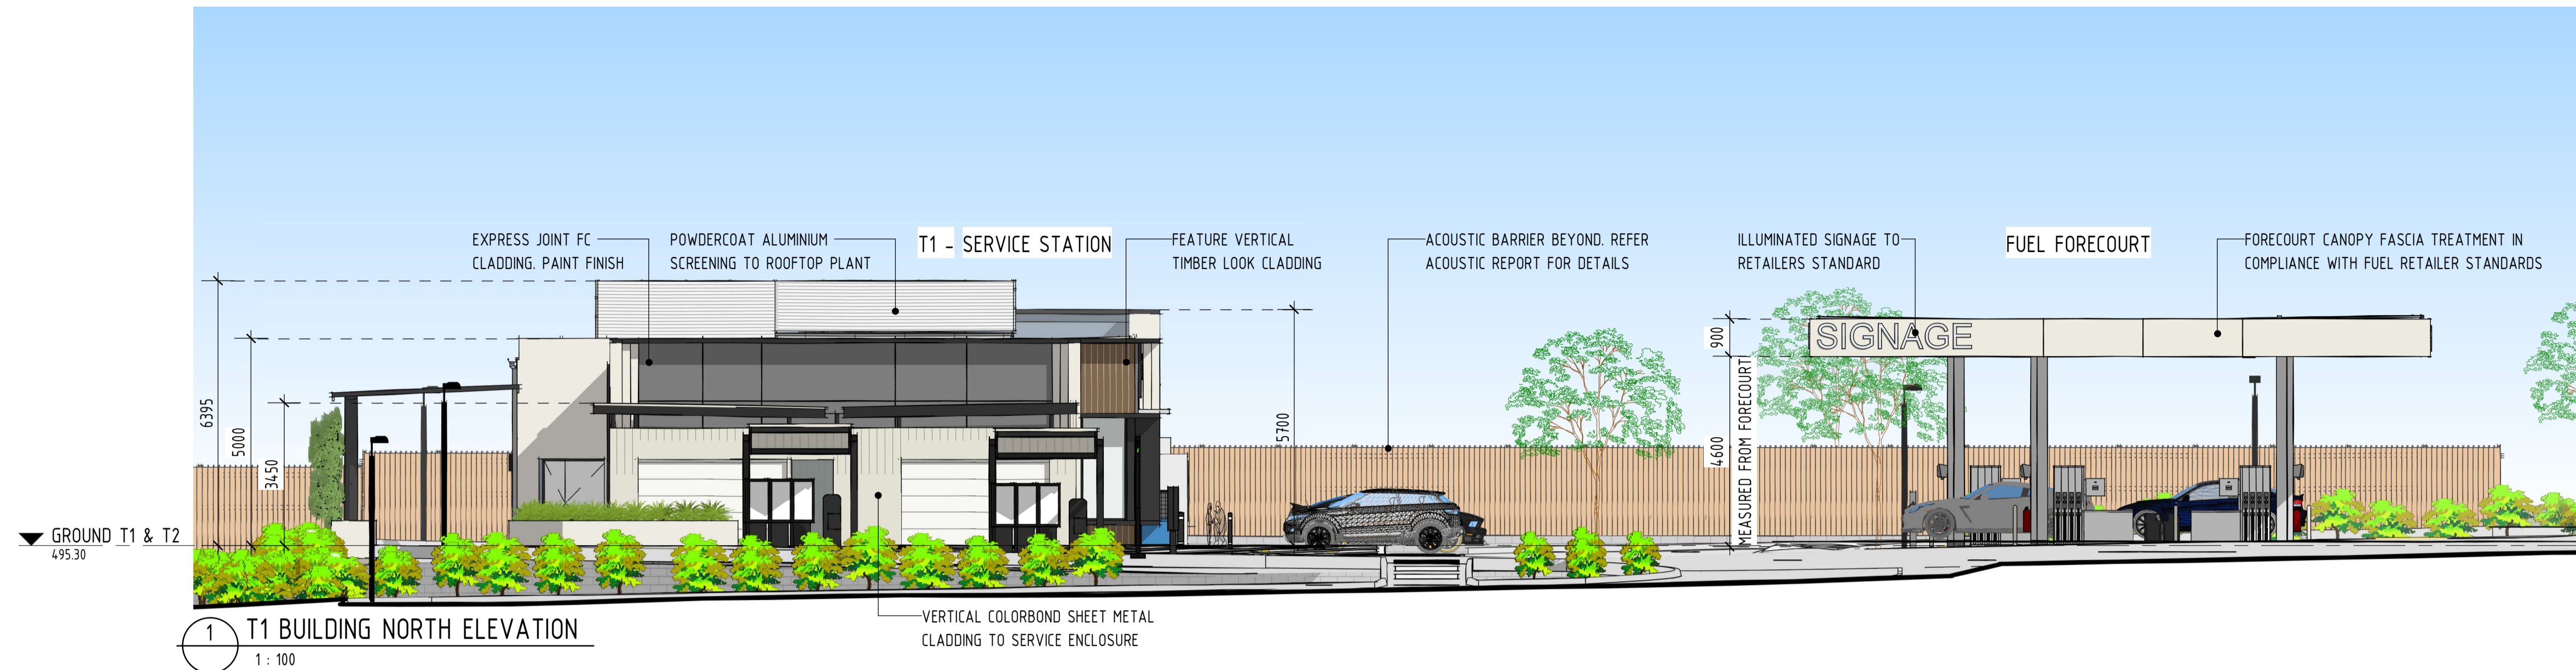 EXPRESS JOINT FC
CLADDING. PAINT FINISH
POWDERCOAT ALUMINIUM
SCREENING TO ROOFTOP PLANT
T1 - SERVICE STATION
FEATURE VERTICAL
TIMBER LOOK CLADDING
ACOUSTIC BARRIER BEYOND. REFER
ACOUSTIC REPORT FOR DETAILS
ILLUMINATED SIGNAGE TO
RETAILERS STANDARD
FUEL FORECOURT
FORECOURT CANOPY FASCIA TREATMENT IN
COMPLIANCE WITH FUEL RETAILER STANDARDS
6395
5000
3450
5700
900
4600
MEASURED FROM FORECOURT
SIGNAGE
GROUND T1 & T2
495.30
VERTICAL COLORBOND SHEET METAL
CLADDING TO SERVICE ENCLOSURE
1
T1 BUILDING NORTH ELEVATION
1 : 100